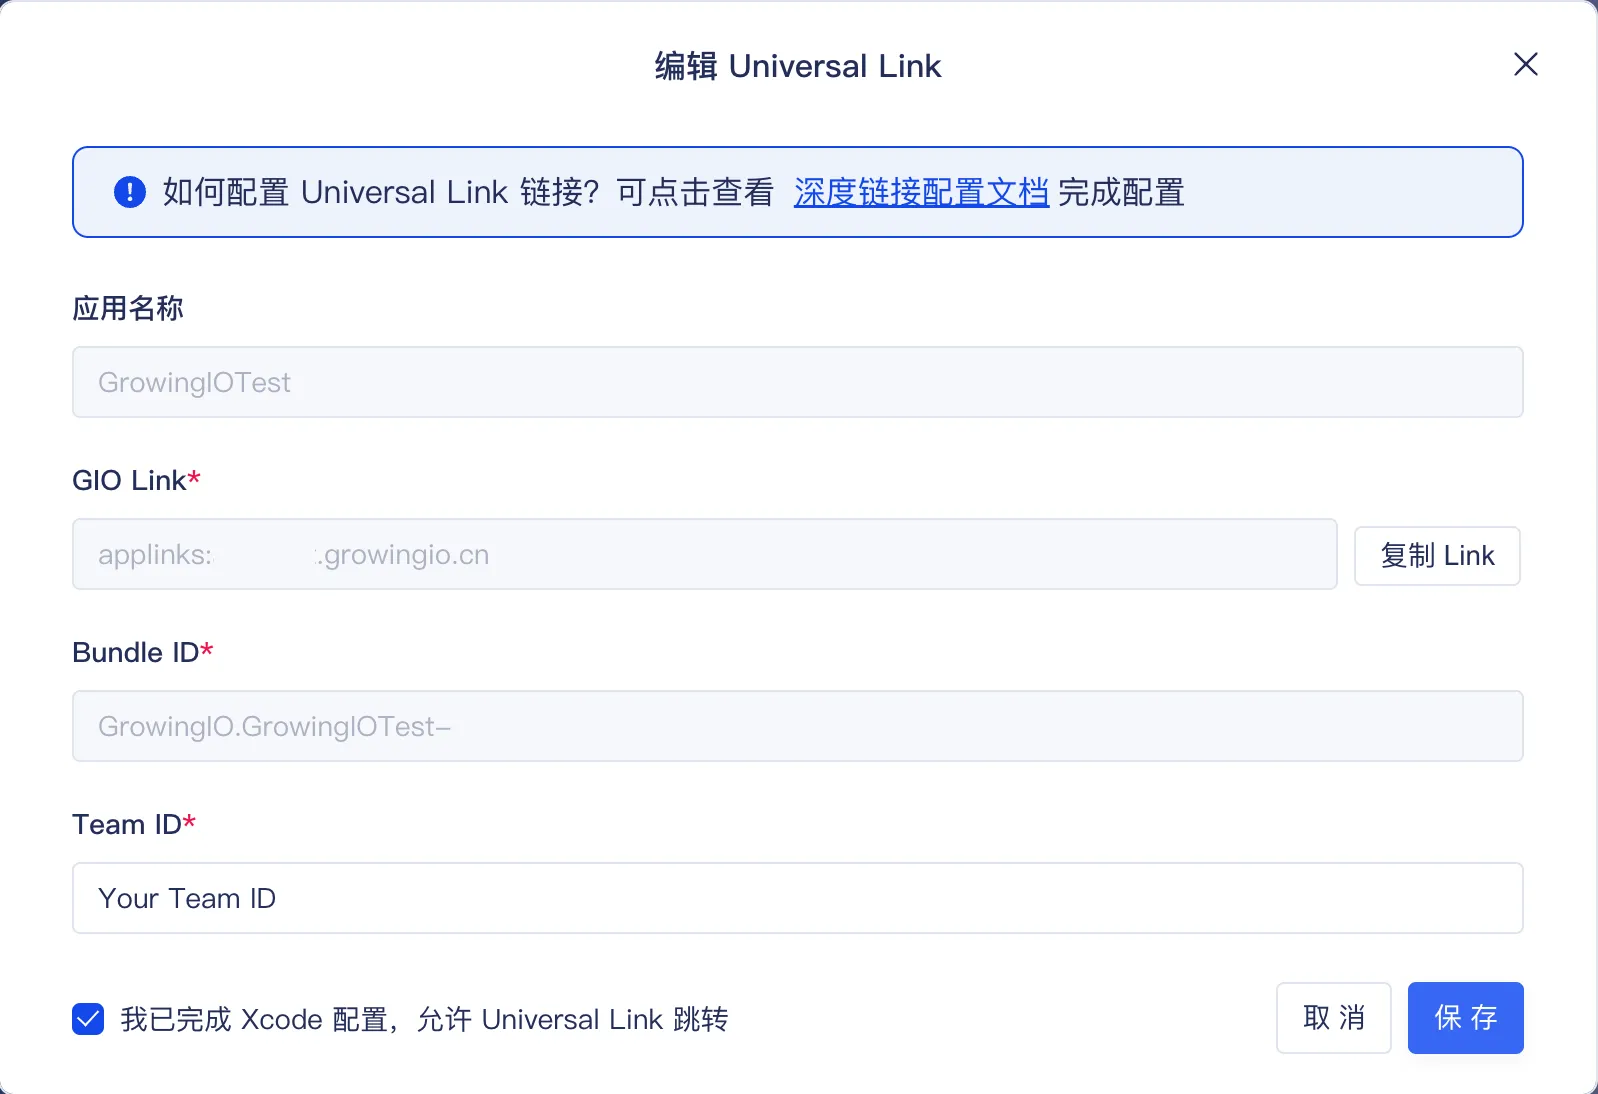 编辑 Universal Link
如何配置 Universal Link 链接？可点击查看 深度链接配置文档 完成配置
应用名称
GrowingIOTest
GIO Link*
applinks: .growingio.cn
复制 Link
Bundle ID*
GrowingIO.GrowingIOTest-
Team ID*
Your Team ID
我已完成 Xcode 配置，允许 Universal Link 跳转
取 消
保 存